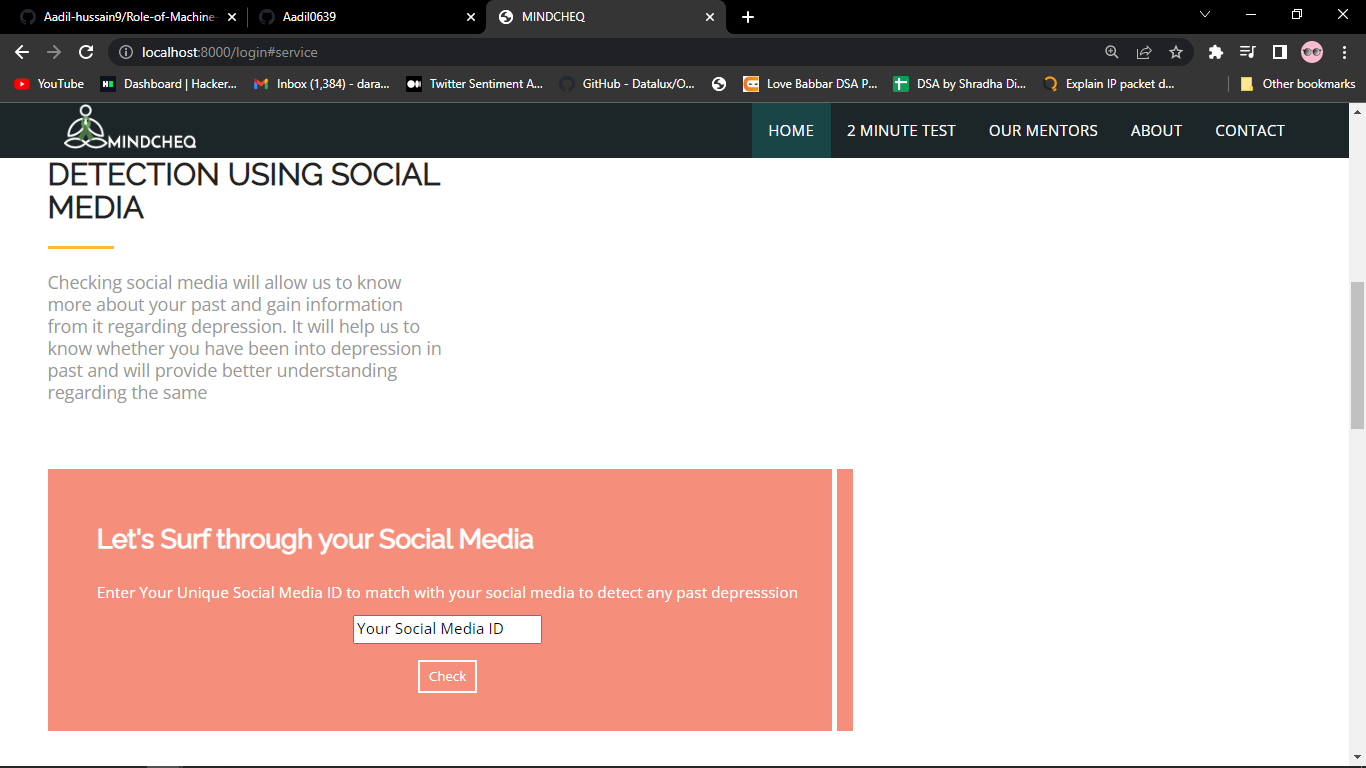 Aadil-hussain9/Role-of-Machine-
Aadil0639
MINDCHEQ
localhost:8000/login#service
YouTube
Dashboard | Hacker...
Inbox (1,384) - dara...
Twitter Sentiment A...
GitHub - Datalux/O...
Love Babbar DSA P...
DSA by Shradha Di...
Explain IP packet d...
Other bookmarks
MINDCHEQ
HOME
2 MINUTE TEST
OUR MENTORS
ABOUT
CONTACT
DETECTION USING SOCIAL
MEDIA
Checking social media will allow us to know
more about your past and gain information
from it regarding depression. It will help us to
know whether you have been into depression in
past and will provide better understanding
regarding the same
Let's Surf through your Social Media
Enter Your Unique Social Media ID to match with your social media to detect any past depresssion
Your Social Media ID
Check